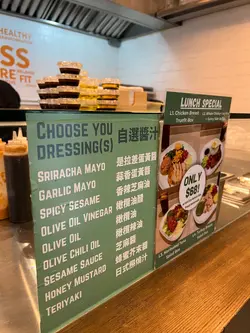 HEALTHY
SS
RE FIT
CHOOSE YOU
DRESSING(S)
自選醬汁
SRIRACHA MAYO
GARLIC MAYO
SPICY SESAME
OLIVE OIL VINEGAR
OLIVE OIL
OLIVE CHILI OIL
SESAME SAUCE
HONEY MUSTARD
TERIYAKI
是拉差蛋黃醬
蒜香蛋黃醬
香辣芝麻油
橄欖油醋
橄欖油
橄欖辣油
芝麻醬
蜂蜜芥末醬
日式照燒汁
LUNCH SPECIAL
ONLY
$68!